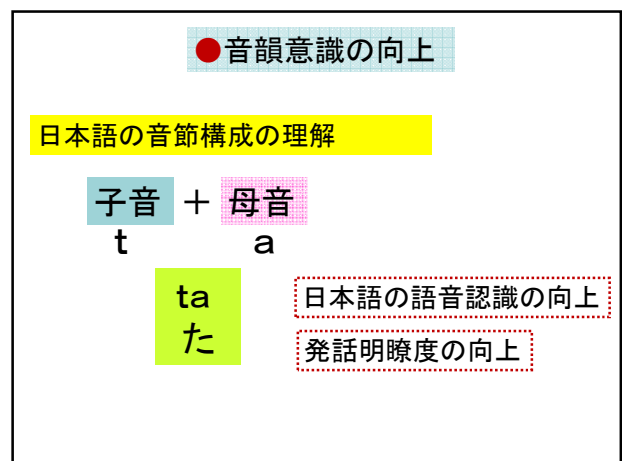 ●音韻意識の向上
日本語の音節構成の理解
子音 ＋ 母音
t a
ta
た
日本語の語音認識の向上
発話明瞭度の向上